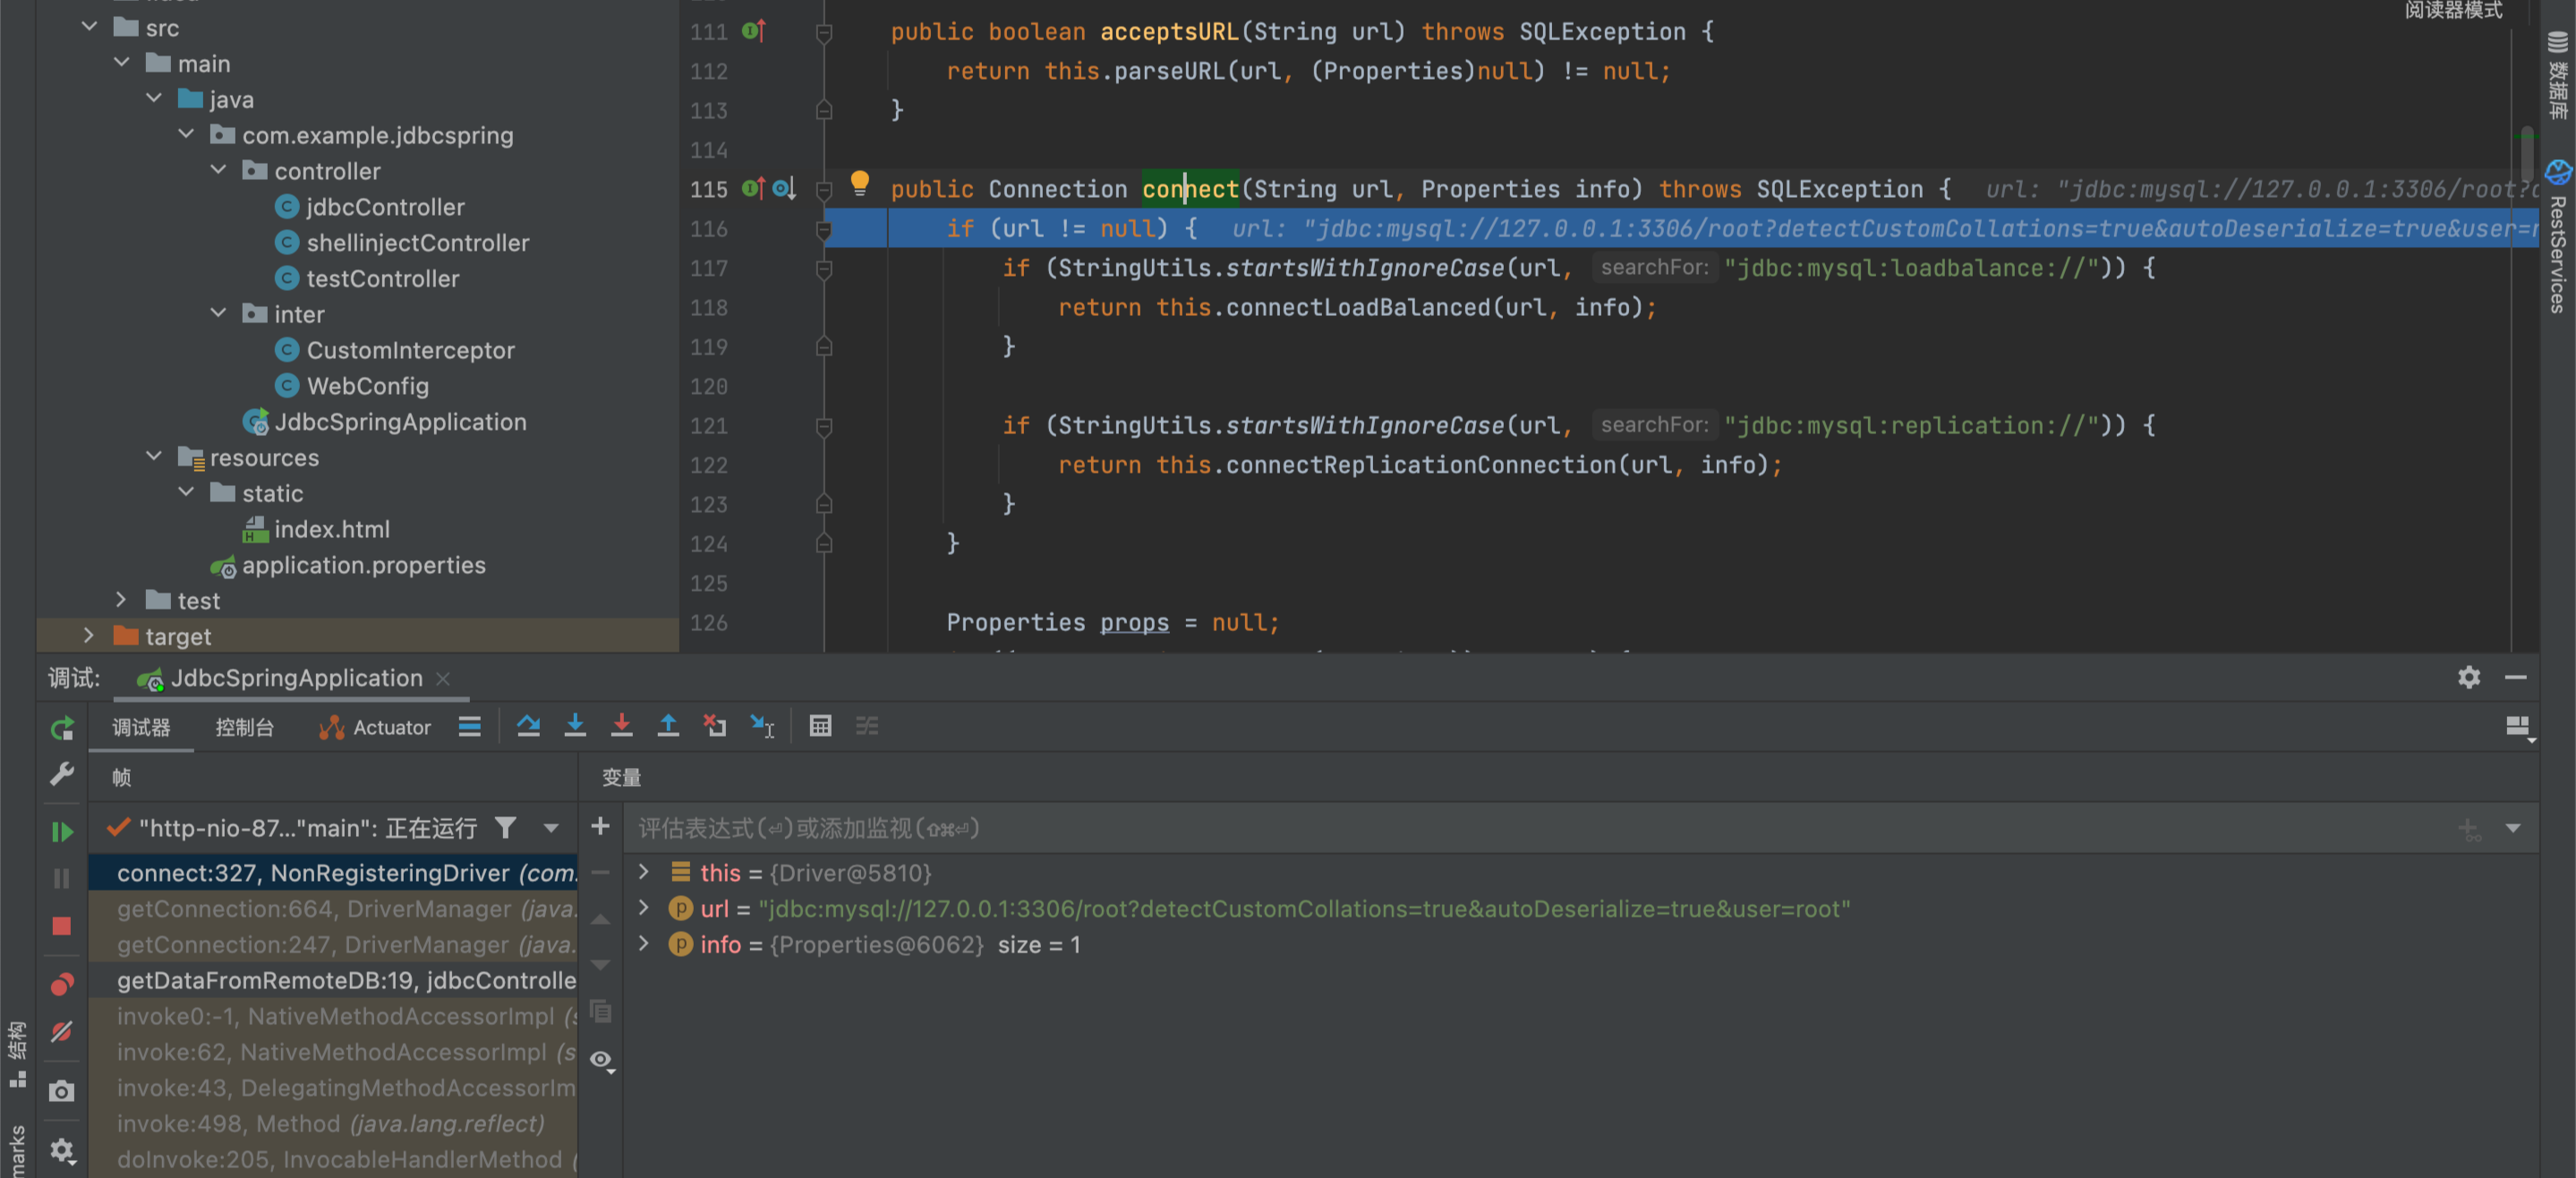 src
main
java
com.example.jdbcspring
controller
jdbcController
shellinjectController
testController
inter
CustomInterceptor
WebConfig
JdbcSpringApplication
resources
static
index.html
application.properties
test
target
阅读器模式
111 public boolean acceptsURL(String url) throws SQLException {
112 return this.parseURL(url, (Properties)null) != null;
113 }
114
115 public Connection connect(String url, Properties info) throws SQLException { url: "jdbc:mysql://127.0.0.1:3306/root?
116 if (url != null) { url: "jdbc:mysql://127.0.0.1:3306/root?detectCustomCollations=true&autoDeserialize=true&user=
117 if (StringUtils.startsWithIgnoreCase(url, searchFor: "jdbc:mysql:loadbalance://")) {
118 return this.connectLoadBalanced(url, info);
119 }
120
121 if (StringUtils.startsWithIgnoreCase(url, searchFor: "jdbc:mysql:replication://")) {
122 return this.connectReplicationConnection(url, info);
123 }
124 }
125
126 Properties props = null;
数据库
RestServices
调试: JdbcSpringApplication
调试器 控制台 Actuator
帧
变量
"http-nio-87..."main": 正在运行
评估表达式(⏎)或添加监视(⇧⌘⏎)
connect:327, NonRegisteringDriver (com.
getConnection:664, DriverManager (java.
getConnection:247, DriverManager (java.
getDataFromRemoteDB:19, jdbcControlle
invoke0:-1, NativeMethodAccessorImpl (s
invoke:62, NativeMethodAccessorImpl (s
invoke:43, DelegatingMethodAccessorIm
invoke:498, Method (java.lang.reflect)
doInvoke:205, InvocableHandlerMethod (
this = {Driver@5810}
url = "jdbc:mysql://127.0.0.1:3306/root?detectCustomCollations=true&autoDeserialize=true&user=root"
info = {Properties@6062} size = 1
结构
marks